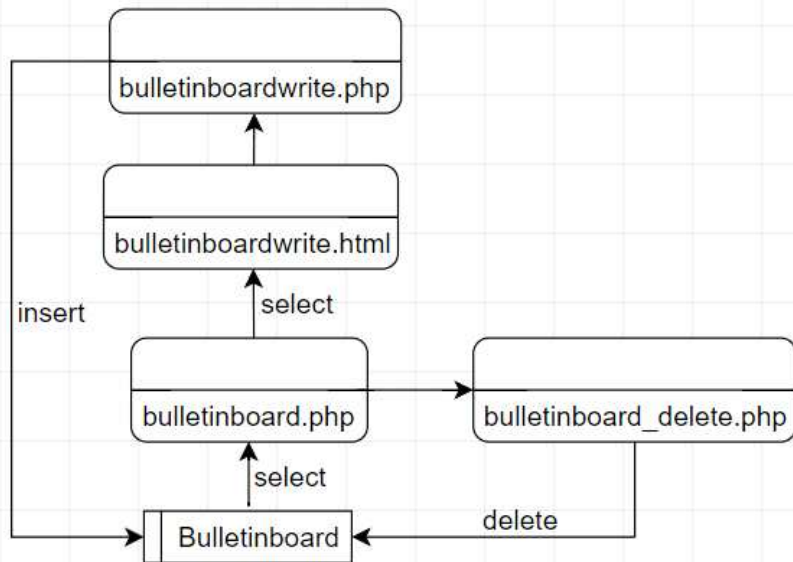 bulletinboardwrite.php
bulletinboardwrite.html
select
insert
bulletinboard.php
bulletinboard_delete.php
select
delete
Bulletinboard